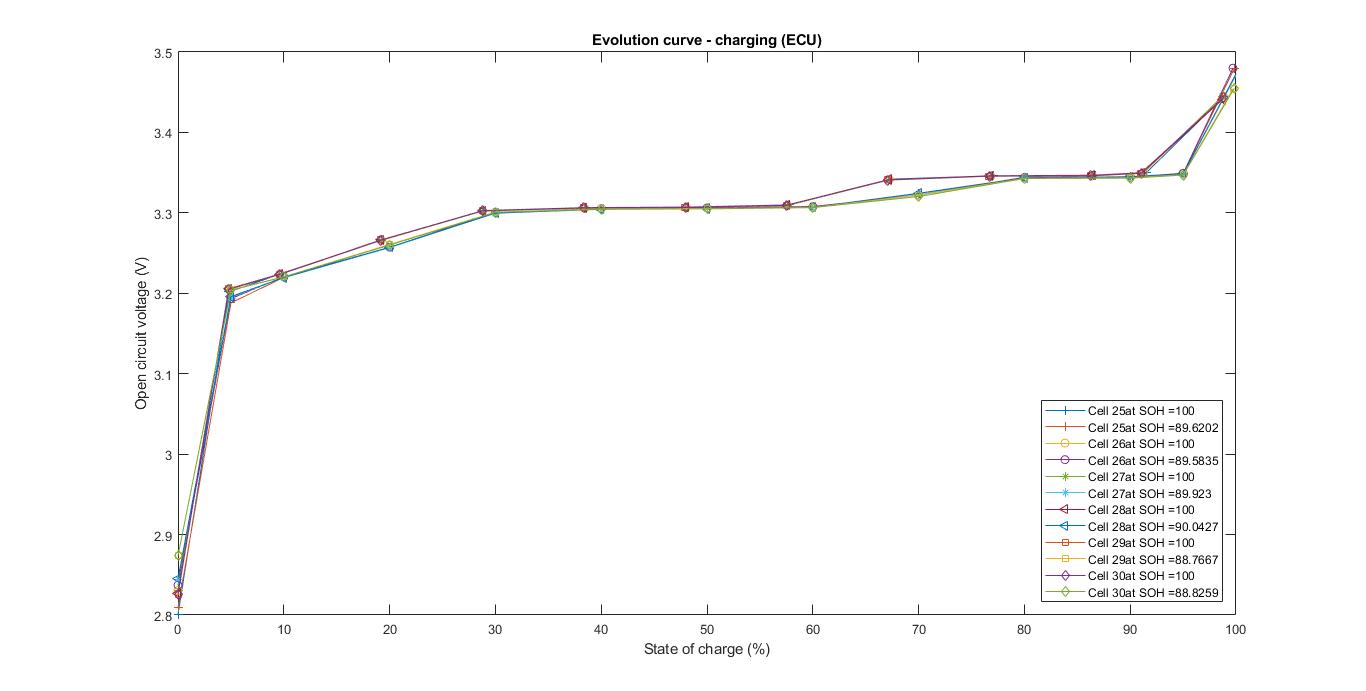 Evolution curve - charging (ECU)
Open circuit voltage (V)
3.5
3.4
3.3
3.2
3.1
3
2.9
2.8
0 10 20 30 40 50 60 70 80 90 100
State of charge (%)
Cell 25at SOH =100
Cell 25at SOH =89.6202
Cell 26at SOH =100
Cell 26at SOH =89.5835
Cell 27at SOH =100
Cell 27at SOH =89.923
Cell 28at SOH =100
Cell 28at SOH =90.0427
Cell 29at SOH =100
Cell 29at SOH =88.7667
Cell 30at SOH =100
Cell 30at SOH =88.8259